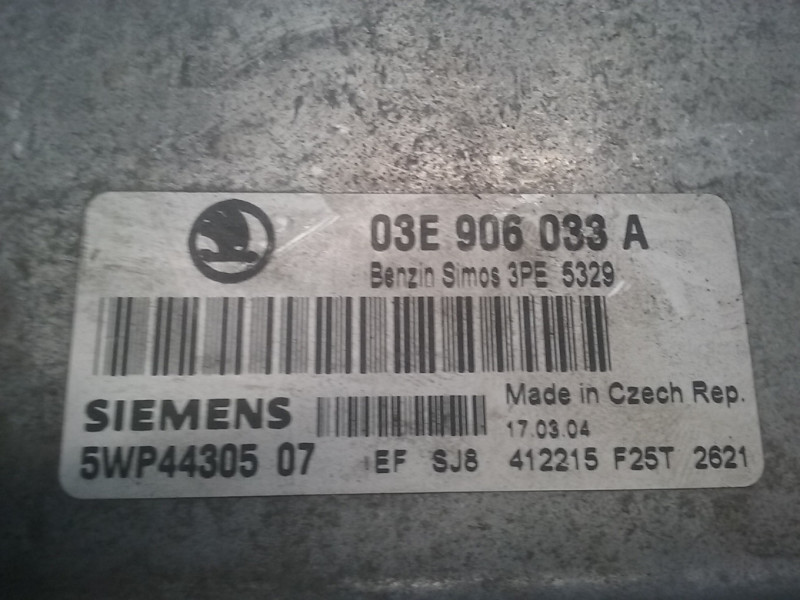 03E 906 033 A
Benzin Simos 3PE 5329
SIEMENS
Made in Czech Rep.
17.03.04
5WP44305 07 EF SJ8 412215 F25T 2621